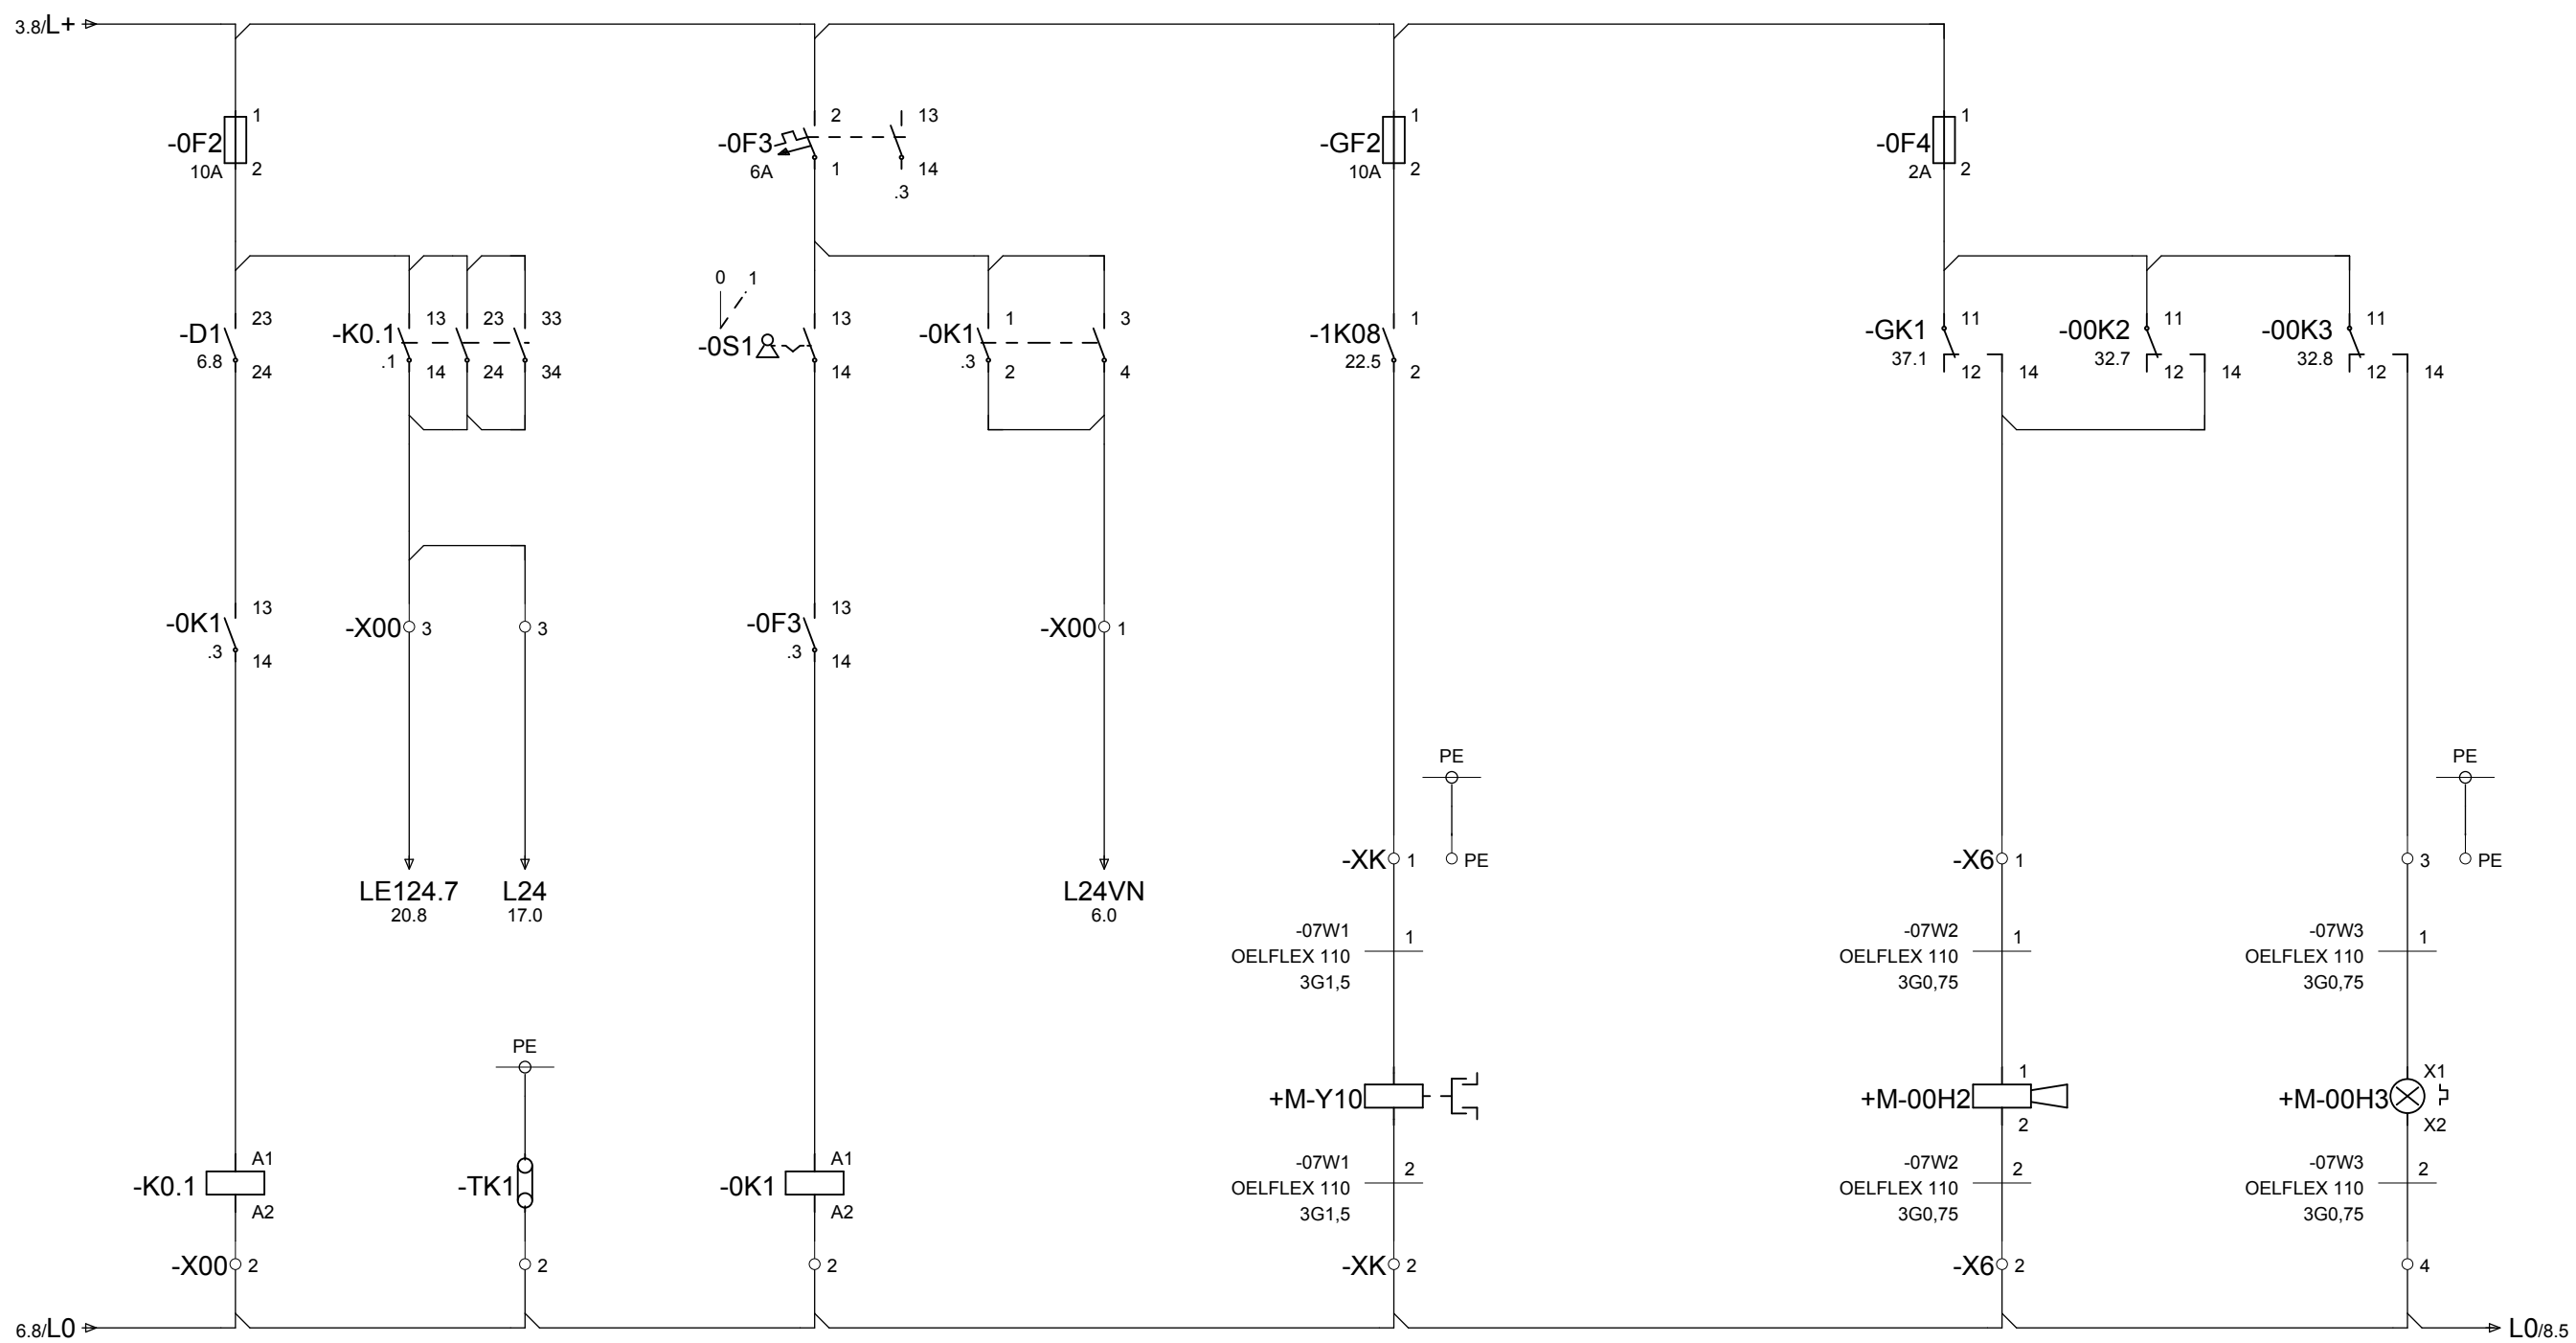 3.8/L+
1
-0F2
10A
2
2
13
-0F3
6A
1
14
.3
1
-GF2
10A
2
1
-0F4
2A
2
0 1
-D1
6.8
23
24
-K0.1
.1
13 23 33
14 24 34
-0S1
13
14
-0K1
.3
1 3
2 4
-1K08
22.5
1
2
-GK1
37.1
11
12 14
-00K2
32.7
11
12 14
-00K3
32.8
11
12 14
-0K1
.3
13
14
-X00 3 3
-0F3
.3
13
14
-X00 1
PE
PE
-XK 1 PE
-X6 1
3 PE
LE124.7
20.8
L24
17.0
L24VN
6.0
-07W1 1
OELFLEX 110
3G1,5
-07W2 1
OELFLEX 110
3G0,75
-07W3 1
OELFLEX 110
3G0,75
PE
+M-Y10
1
+M-00H2
2
X1
+M-00H3
X2
-K0.1
A1
A2
-TK1
-0K1
A1
A2
-07W1 2
OELFLEX 110
3G1,5
-07W2 2
OELFLEX 110
3G0,75
-07W3 2
OELFLEX 110
3G0,75
-X00 2 2 2
-XK 2
-X6 2
4
6.8/L0
L0/8.5